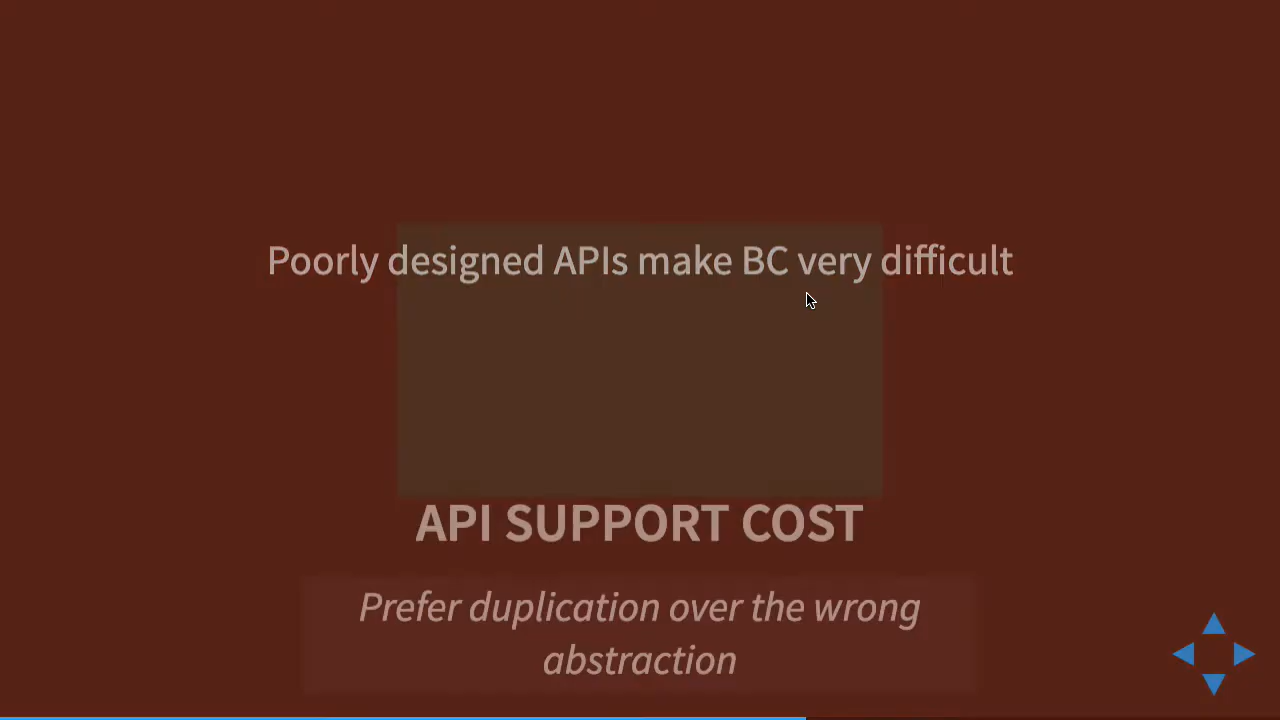 Poorly designed APIs make BC very difficult
API SUPPORT COST
Prefer duplication over the wrong
abstraction